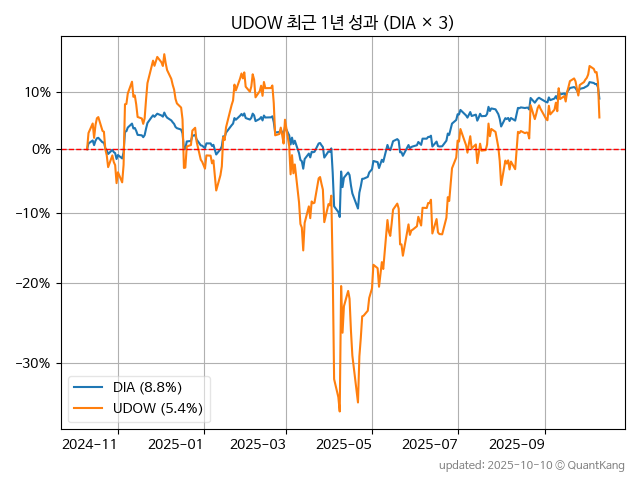 UDOW 최근 1년 성과 (DIA × 3)
10%
0%
−10%
−20%
−30%
DIA (8.8%)
UDOW (5.4%)
2024−11
2025−01
2025−03
2025−05
2025−07
2025−09
updated: 2025-10-10 © QuantKang